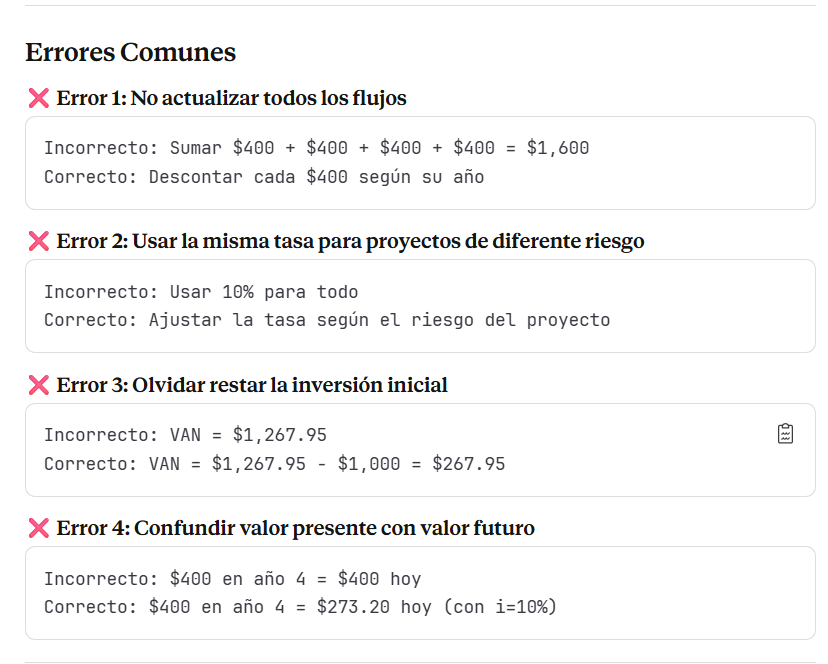 Errores Comunes
❌ Error 1: No actualizar todos los flujos
Incorrecto: Sumar $400 + $400 + $400 + $400 = $1,600
Correcto: Descontar cada $400 según su año
❌ Error 2: Usar la misma tasa para proyectos de diferente riesgo
Incorrecto: Usar 10% para todo
Correcto: Ajustar la tasa según el riesgo del proyecto
❌ Error 3: Olvidar restar la inversión inicial
Incorrecto: VAN = $1,267.95
Correcto: VAN = $1,267.95 - $1,000 = $267.95
❌ Error 4: Confundir valor presente con valor futuro
Incorrecto: $400 en año 4 = $400 hoy
Correcto: $400 en año 4 = $273.20 hoy (con i=10%)